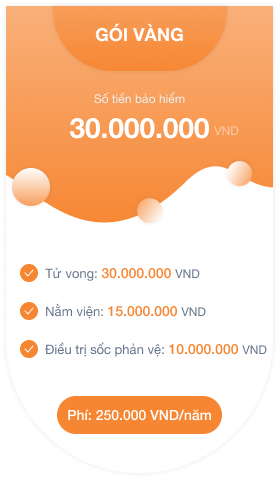 GÓI VÀNG
Số tiền bảo hiểm
30.000.000 VND
Tử vong: 30.000.000 VND
Nằm viện: 15.000.000 VND
Điều trị sốc phản vệ: 10.000.000 VND
Phí: 250.000 VND/năm